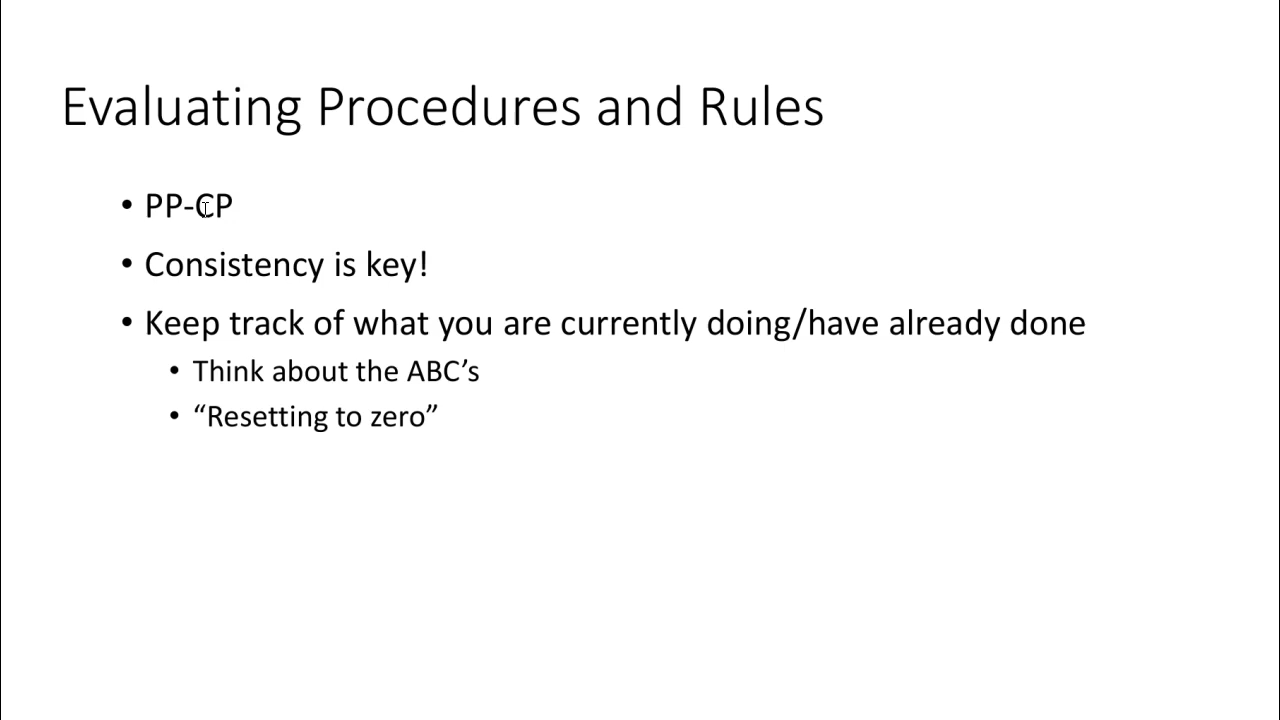 Evaluating Procedures and Rules
• PP-CP
• Consistency is key!
• Keep track of what you are currently doing/have already done
• Think about the ABC’s
• “Resetting to zero”